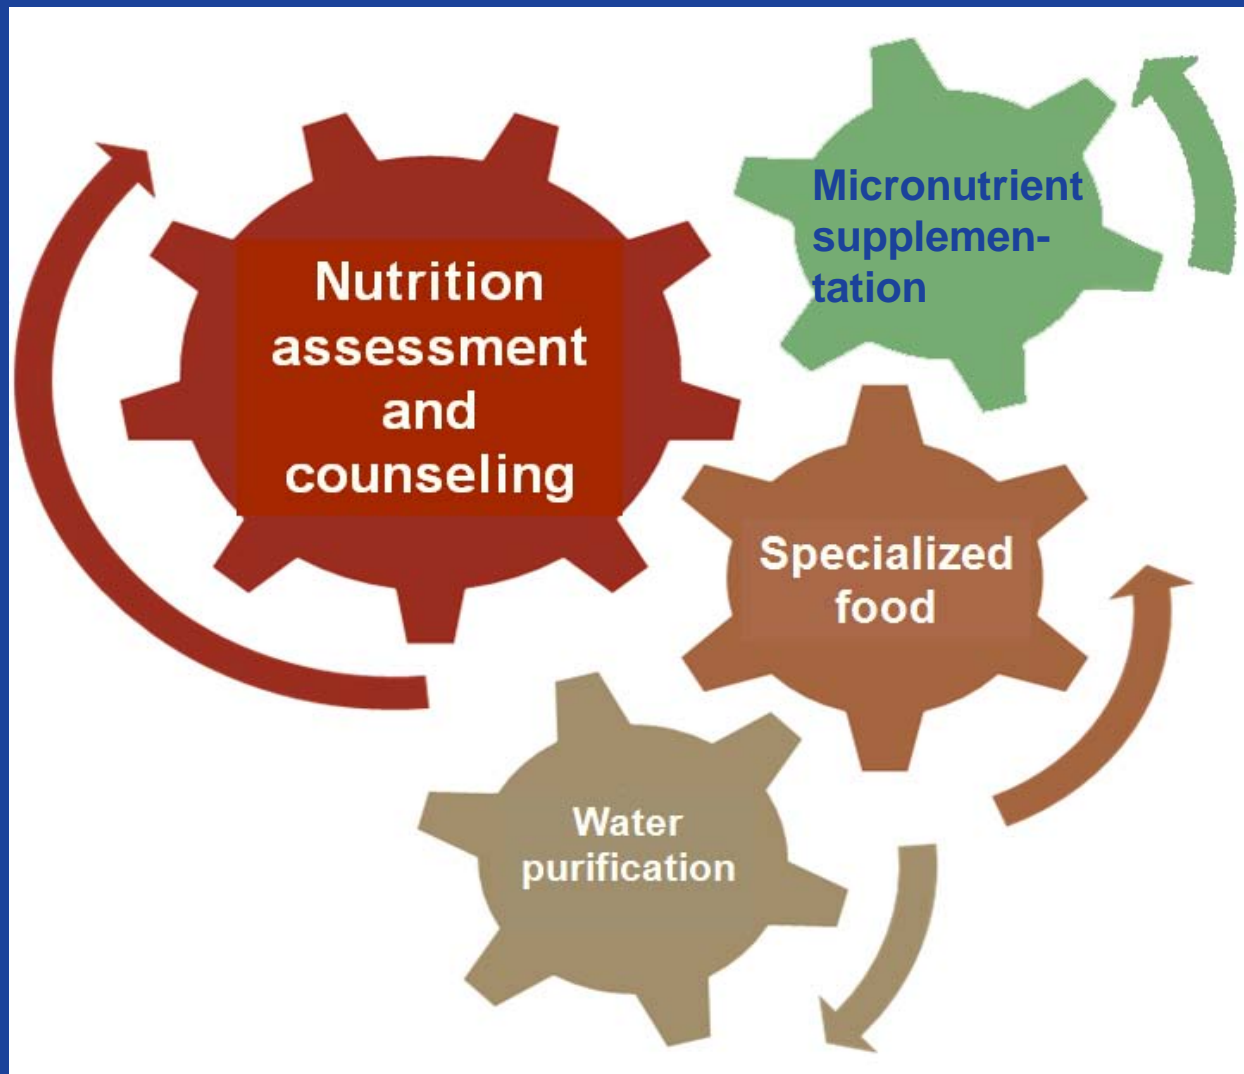 Nutrition
assessment
and
counseling
Micronutrient
supplemen-
tation
Specialized
food
Water
purification